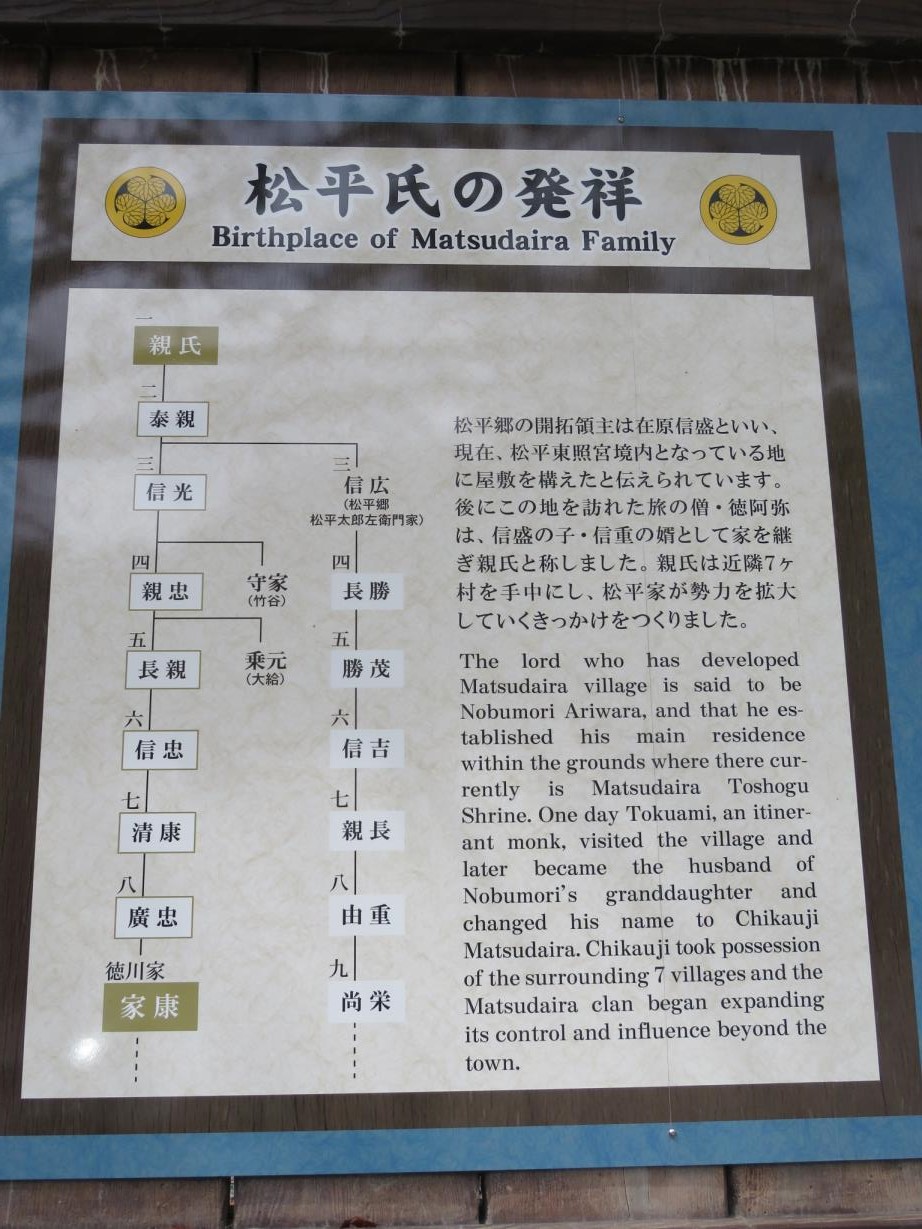 松平氏の発祥
Birthplace of Matsudaira Family
一
親氏
二
泰親
三
信光
四
親忠
守家
(竹谷)
五
長親
乗元
(大給)
六
信忠
七
清康
八
廣忠
徳川家
家康
三
信広
(松平郷
松平太郎左衛門家)
四
長勝
五
勝茂
六
信吉
七
親長
八
由重
九
尚栄
松平郷の開拓領主は在原信盛といい、
現在、松平東照宮境内となっている地
に屋敷を構えたと伝えられています。
後にこの地を訪れた旅の僧・徳阿弥
は、信盛の子・信重の婿として家を継
ぎ親氏と称しました。親氏は近隣7ヶ
村を手中にし、松平家が勢力を拡大
していくきっかけをつくりました。
The lord who has developed
Matsudaira village is said to be
Nobumori Ariwara, and that he es-
tablished his main residence
within the grounds where there cur-
rently is Matsudaira Toshogu
Shrine. One day Tokuami, an itiner-
ant monk, visited the village and
later became the husband of
Nobumori's granddaughter and
changed his name to Chikauji
Matsudaira. Chikauji took possession
of the surrounding 7 villages and the
Matsudaira clan began expanding
its control and influence beyond the
town.